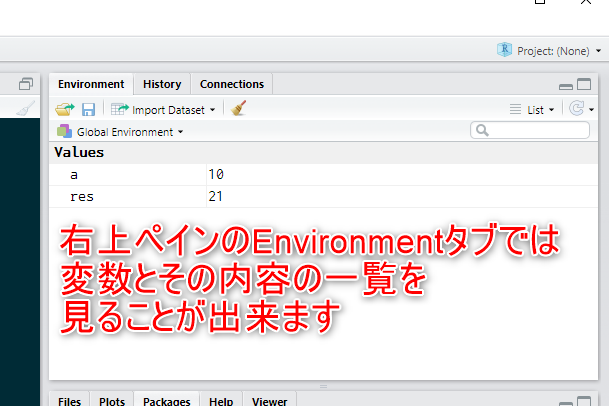 Project: (None)
Environment History Connections
Import Dataset List
Global Environment
Values
a 10
res 21
右上ペインのEnvironmentタブでは
変数とその内容の一覧を
見ることが出来ます
Files Plots Packages Help Viewer